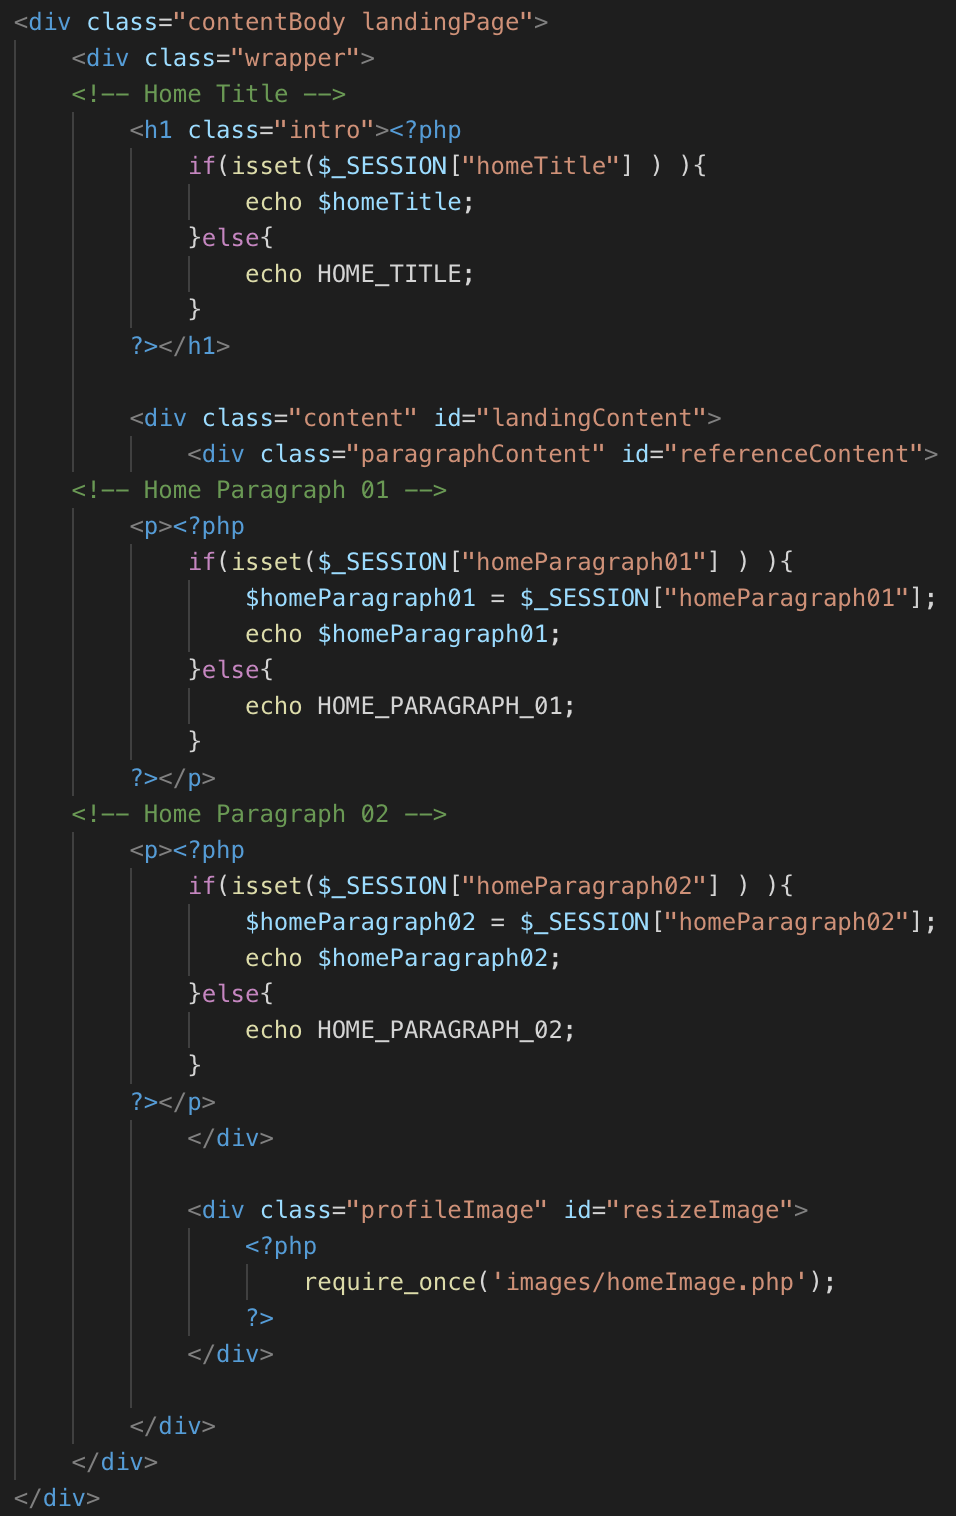 <div class="contentBody landingPage">
    <div class="wrapper">
    <!-- Home Title -->
        <h1 class="intro"><?php
            if(isset($_SESSION["homeTitle"] ) ){
                echo $homeTitle;
            }else{
                echo HOME_TITLE;
            }
        ?></h1>

        <div class="content" id="landingContent">
            <div class="paragraphContent" id="referenceContent">
    <!-- Home Paragraph 01 -->
        <p><?php
            if(isset($_SESSION["homeParagraph01"] ) ){
                $homeParagraph01 = $_SESSION["homeParagraph01"];
                echo $homeParagraph01;
            }else{
                echo HOME_PARAGRAPH_01;
            }
        ?></p>
    <!-- Home Paragraph 02 -->
        <p><?php
            if(isset($_SESSION["homeParagraph02"] ) ){
                $homeParagraph02 = $_SESSION["homeParagraph02"];
                echo $homeParagraph02;
            }else{
                echo HOME_PARAGRAPH_02;
            }
        ?></p>
            </div>

            <div class="profileImage" id="resizeImage">
                <?php
                    require_once('images/homeImage.php');
                ?>
            </div>

        </div>
    </div>
</div>